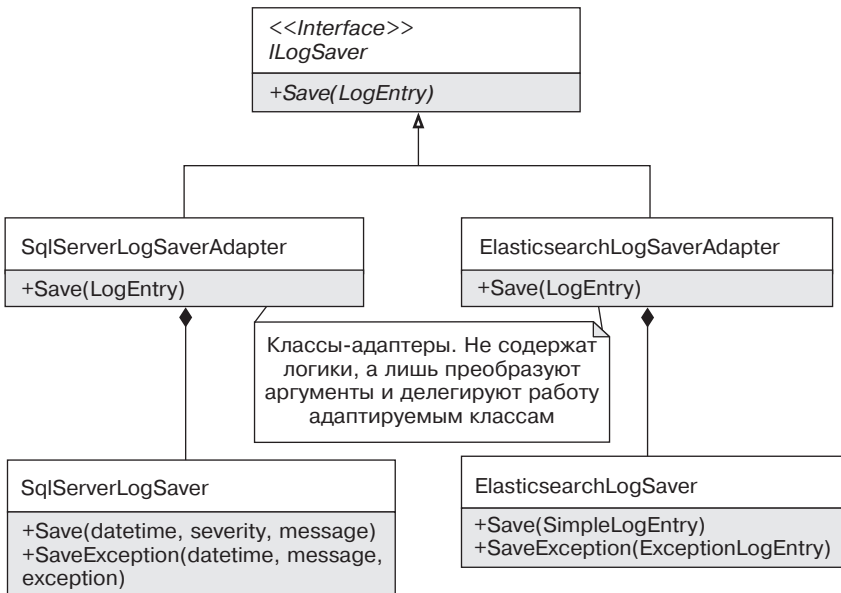 <<Interface>>
ILogSaver
+Save(LogEntry)
SqlServerLogSaverAdapter
+Save(LogEntry)
ElasticsearchLogSaverAdapter
+Save(LogEntry)
Классы-адаптеры. Не содержат
логики, а лишь преобразуют
аргументы и делегируют работу
адаптируемым классам
SqlServerLogSaver
+Save(datetime, severity, message)
+SaveException(datetime, message,
exception)
ElasticsearchLogSaver
+Save(SimpleLogEntry)
+SaveException(ExceptionLogEntry)